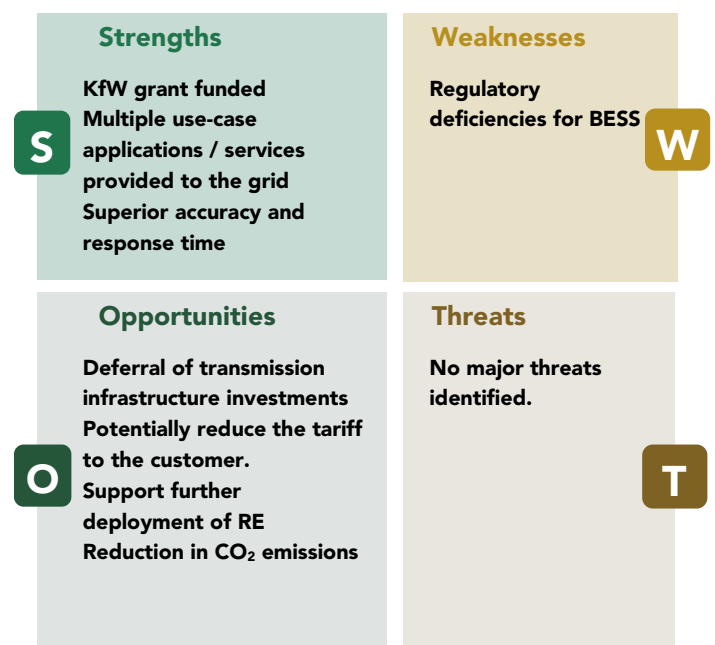 Strengths
KfW grant funded
Multiple use-case
applications / services
provided to the grid
Superior accuracy and
response time
S
Weaknesses
Regulatory
deficiencies for BESS
W
Opportunities
Deferral of transmission
infrastructure investments
Potentially reduce the tariff
to the customer.
Support further
deployment of RE
Reduction in CO₂ emissions
O
Threats
No major threats
identified.
T